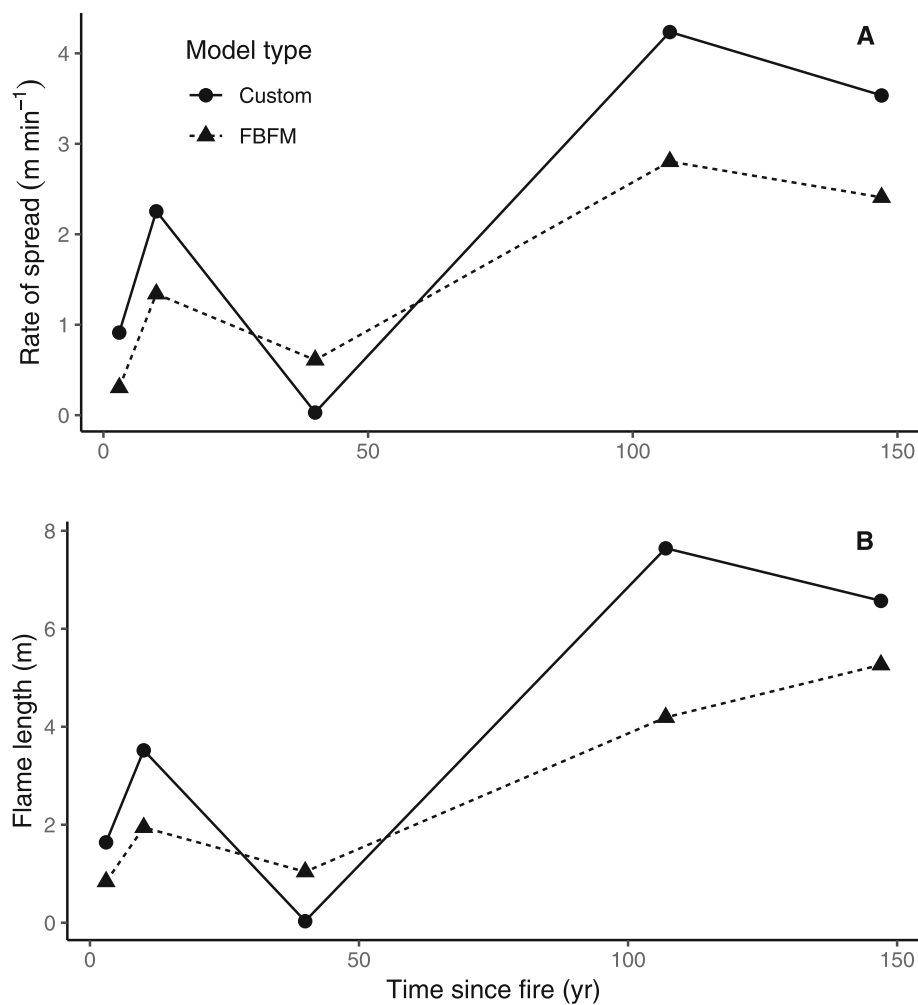 A
Model type
Custom
FBFM
Rate of spread (m min⁻¹)
4
3
2
1
0
0 50 100 150
B
Flame length (m)
8
6
4
2
0
0 50 100 150
Time since fire (yr)